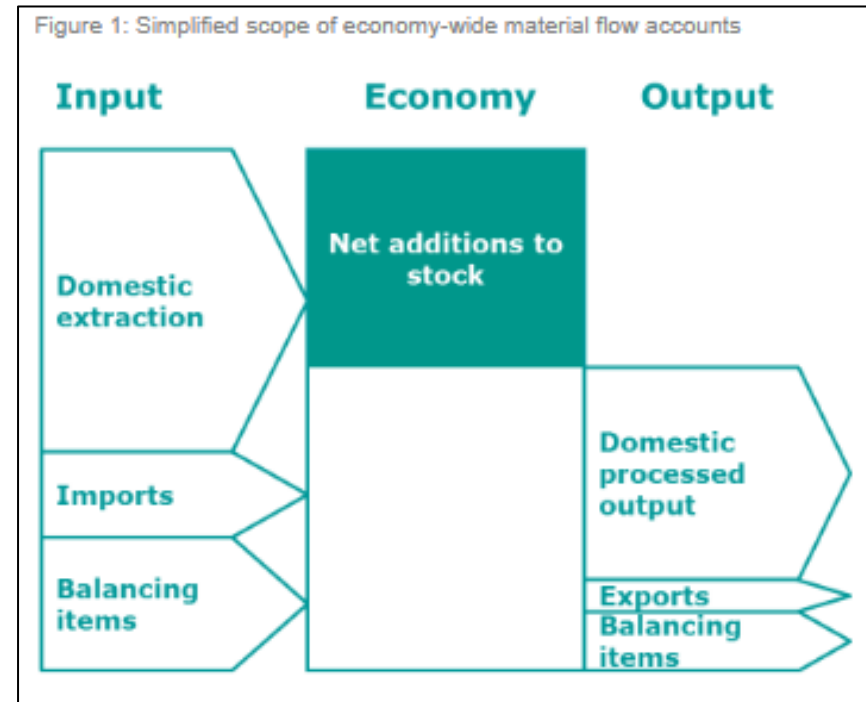 Figure 1: Simplified scope of economy-wide material flow accounts
Input
Economy
Output
Net additions to
stock
Domestic
extraction
Imports
Balancing
items
Domestic
processed
output
Exports
Balancing
items